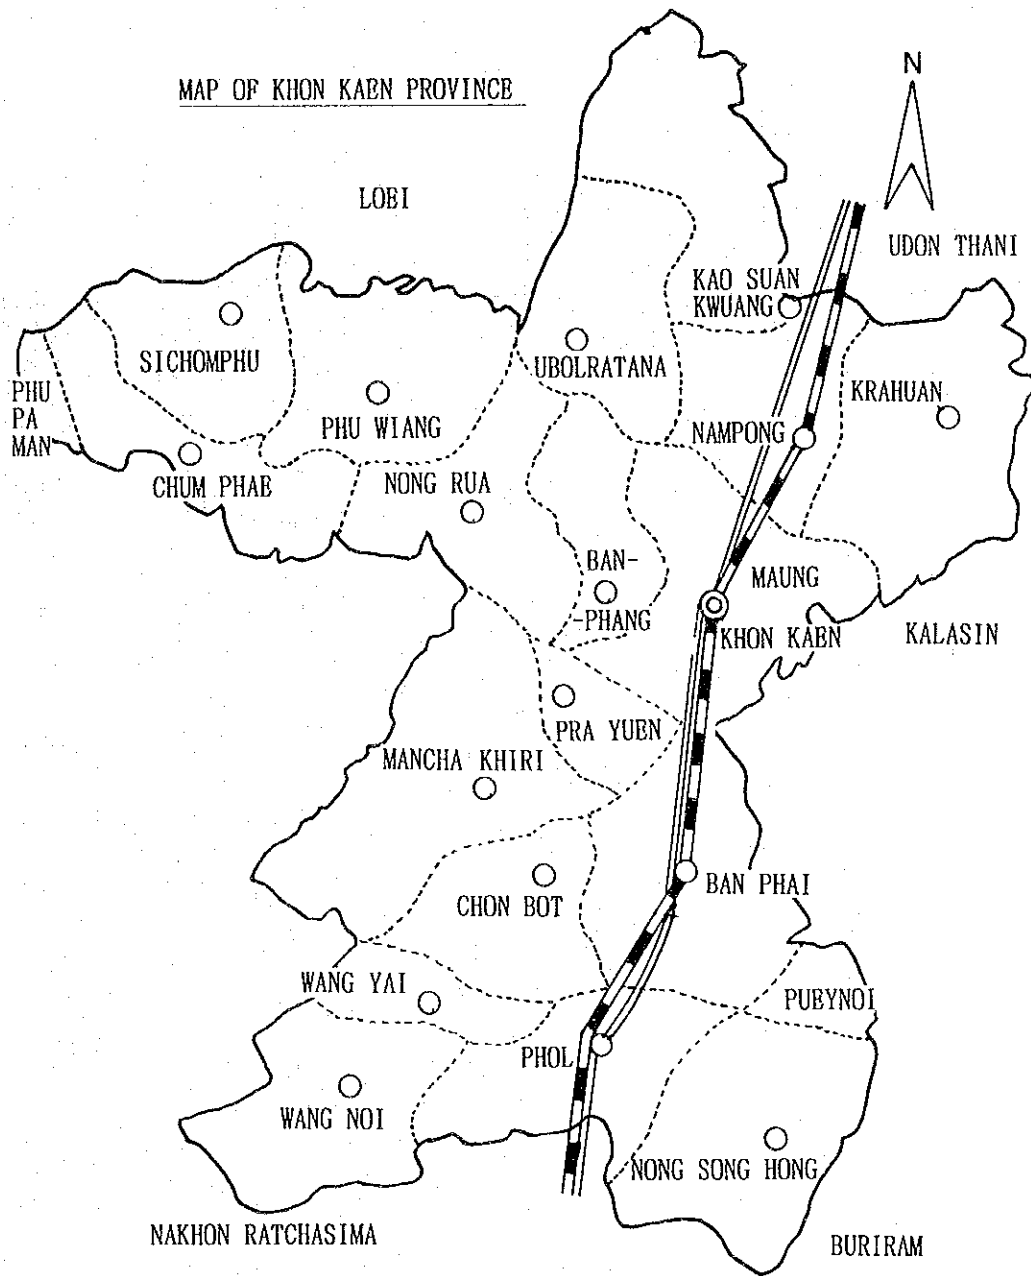 MAP OF KHON KAEN PROVINCE
N
LOEI
UDON THANI
KAO SUAN
KWUANG
SICHOMPHU
UBOLRATANA
PHU
PA
MAN
KRAHUAN
PHU WIANG
NAMPONG
CHUM PHAE
NONG RUA
BAN-
-PHANG
MAUNG
KHON KAEN
KALASIN
PRA YUEN
MANCHA KHIRI
BAN PHAI
CHON BOT
WANG YAI
PUEYNOI
PHOL
WANG NOI
NONG SONG HONG
NAKHON RATCHASIMA
BURIRAM